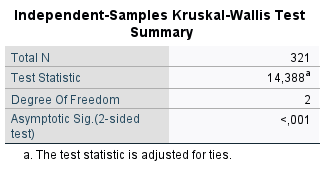 Independent-Samples Kruskal-Wallis Test
Summary
Total N 321
Test Statistic 14,388a
Degree Of Freedom 2
Asymptotic Sig.(2-sided <,001
test)
a. The test statistic is adjusted for ties.